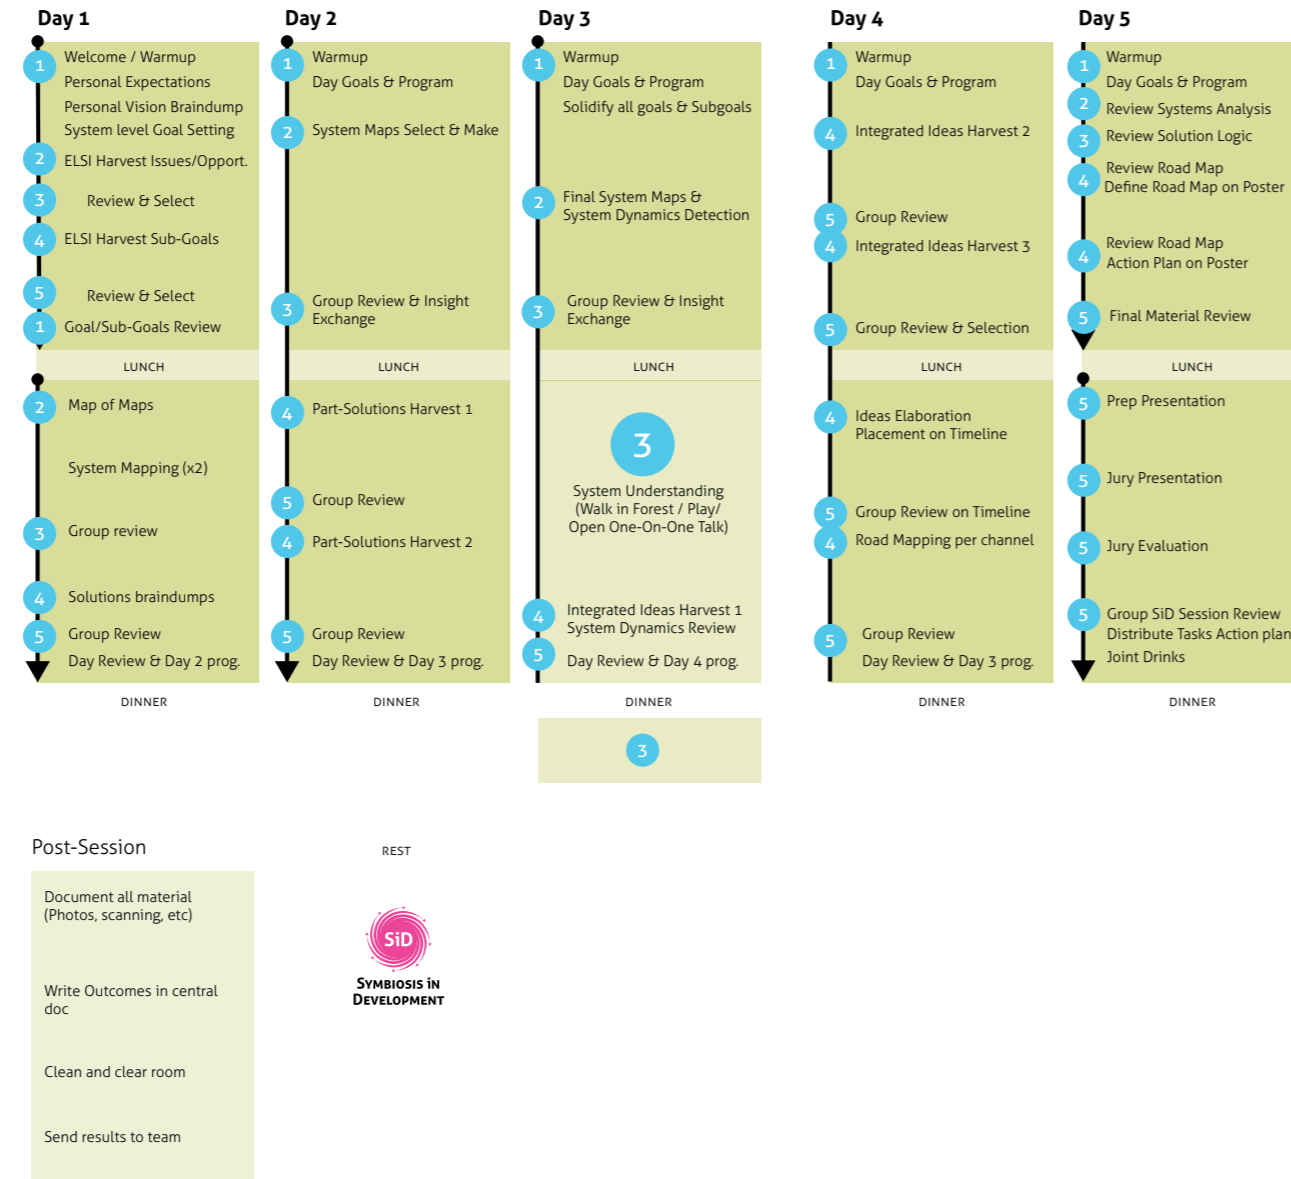 Day 1
1
Welcome / Warmup
Personal Expectations
Personal Vision Braindump
System level Goal Setting
2
ELSI Harvest Issues/Opport.
3
Review & Select
4
ELSI Harvest Sub-Goals
5
Review & Select
1
Goal/Sub-Goals Review
LUNCH
2
Map of Maps
System Mapping (x2)
3
Group review
4
Solutions braindumps
5
Group Review
Day Review & Day 2 prog.
DINNER
Day 2
1
Warmup
Day Goals & Program
2
System Maps Select & Make
3
Group Review & Insight
Exchange
LUNCH
4
Part-Solutions Harvest 1
5
Group Review
4
Part-Solutions Harvest 2
5
Group Review
Day Review & Day 3 prog.
DINNER
Day 3
1
Warmup
Day Goals & Program
Solidify all goals & Subgoals
2
Final System Maps &
System Dynamics Detection
3
Group Review & Insight
Exchange
LUNCH
3
System Understanding
(Walk in Forest / Play/
Open One-On-One Talk)
4
Integrated Ideas Harvest 1
System Dynamics Review
5
Day Review & Day 4 prog.
DINNER
3
Day 4
1
Warmup
Day Goals & Program
4
Integrated Ideas Harvest 2
5
Group Review
4
Integrated Ideas Harvest 3
5
Group Review & Selection
LUNCH
4
Ideas Elaboration
Placement on Timeline
5
Group Review on Timeline
4
Road Mapping per channel
5
Group Review
Day Review & Day 3 prog.
DINNER
Day 5
1
Warmup
Day Goals & Program
2
Review Systems Analysis
3
Review Solution Logic
4
Review Road Map
Define Road Map on Poster
4
Review Road Map
Action Plan on Poster
5
Final Material Review
LUNCH
5
Prep Presentation
5
Jury Presentation
5
Jury Evaluation
5
Group SiD Session Review
Distribute Tasks Action plan
Joint Drinks
DINNER
Post-Session
Document all material
(Photos, scanning, etc)
Write Outcomes in central
doc
Clean and clear room
Send results to team
REST
SiD
SYMBIOSIS iN
DEVELOPMENT